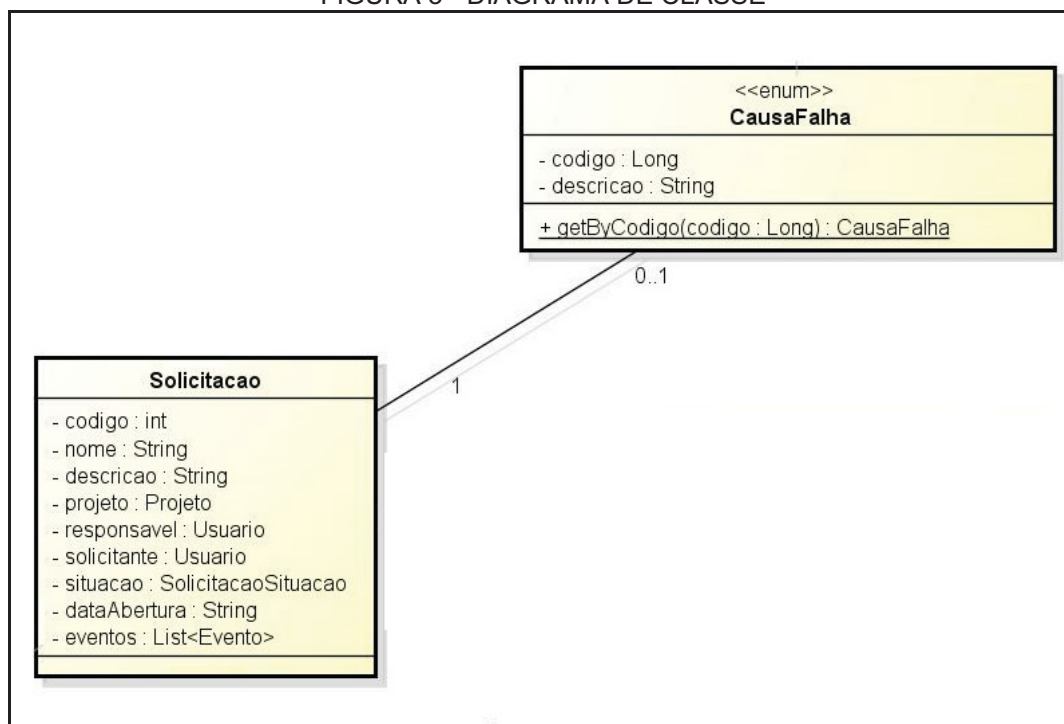 <<enum>>
CausaFalha
- codigo : Long
- descricao : String
+ getByCodigo(codigo : Long) : CausaFalha
0..1
1
Solicitacao
- codigo : int
- nome : String
- descricao : String
- projeto : Projeto
- responsavel : Usuario
- solicitante : Usuario
- situacao : SolicitacaoSituacao
- dataAbertura : String
- eventos : List<Evento>